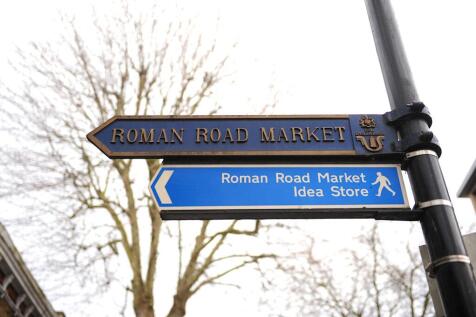 ROMAN ROAD MARKET
Roman Road Market
Idea Store